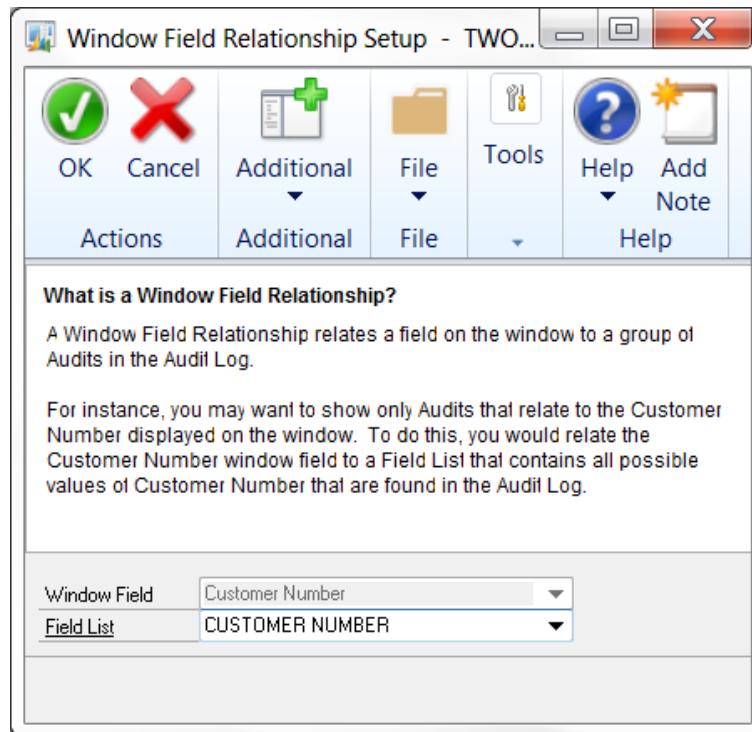 Window Field Relationship Setup - TWO...
OK Cancel Additional File Tools Help Add Note
Actions Additional File Help
What is a Window Field Relationship?
A Window Field Relationship relates a field on the window to a group of
Audits in the Audit Log.
For instance, you may want to show only Audits that relate to the Customer
Number displayed on the window. To do this, you would relate the
Customer Number window field to a Field List that contains all possible
values of Customer Number that are found in the Audit Log.
Window Field Customer Number
Field List CUSTOMER NUMBER